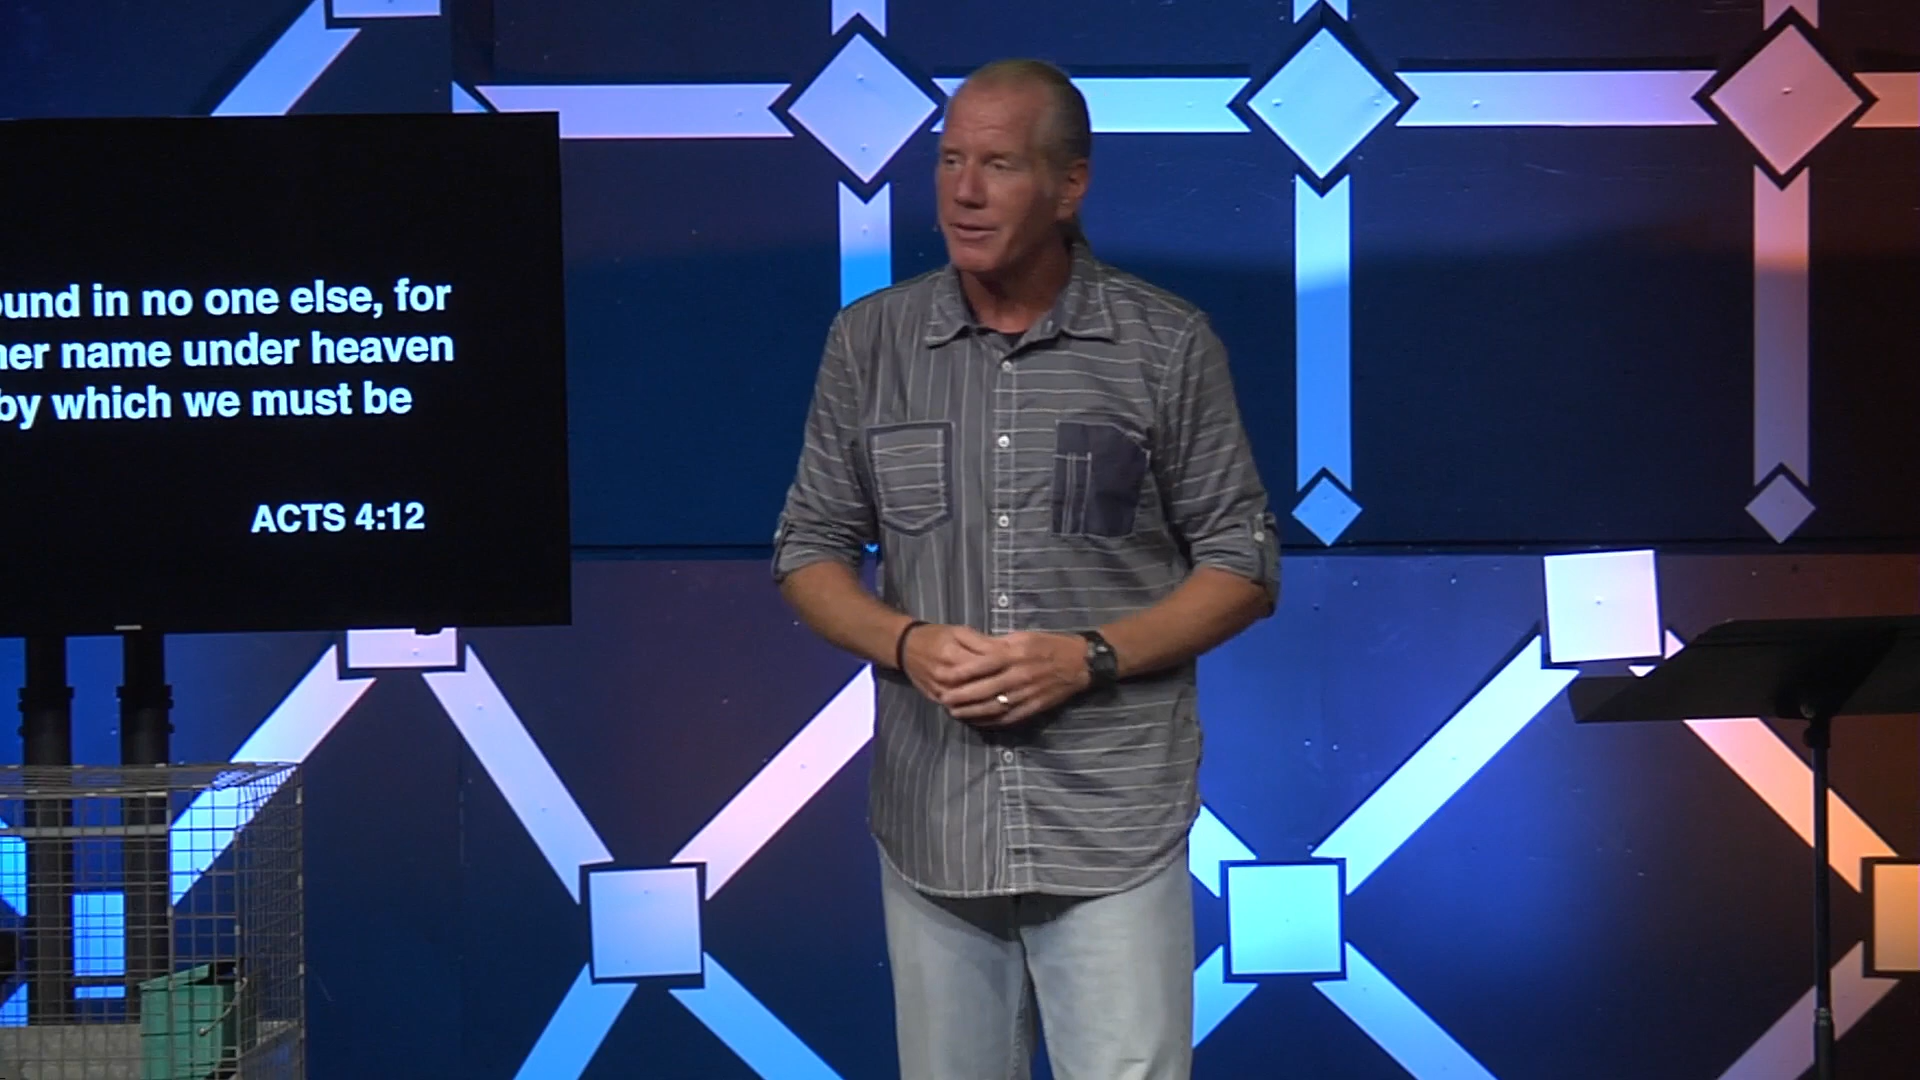 ound in no one else, for
her name under heaven
by which we must be
ACTS 4:12